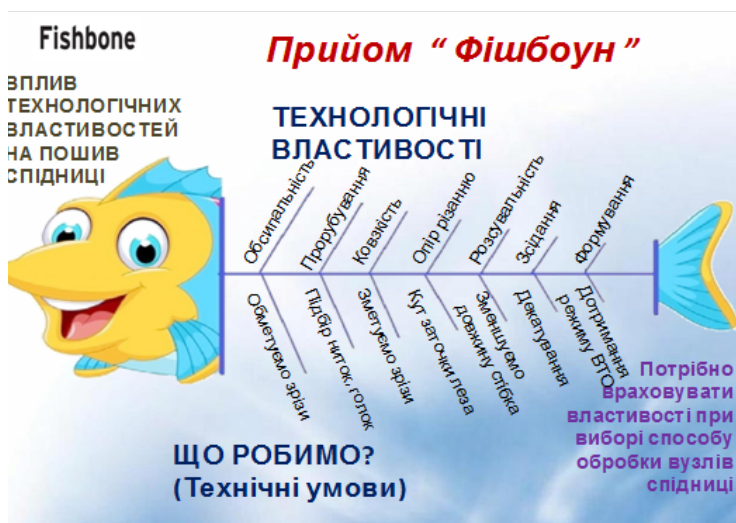 Fishbone
Прийом “ Фішбоун ”
ВПЛИВ
ТЕХНОЛОГІЧНИХ
ВЛАСТИВОСТЕЙ
НА ПОШИВ
СПІДНИЦІ
ТЕХНОЛОГІЧНІ
ВЛАСТИВОСТІ
Обсипальність
Прорубування
Ковзкість
Опір різанню
Розсувальність
Зсідання
Формування
Обметуємо зрізи
Підбір ниток, голок
Зметуємо зрізи
Кут заточки леза
Зменшуємо
довжину стібка
Декатування
Дотримання
режиму ВТО
ЩО РОБИМО?
(Технічні умови)
Потрібно
враховувати
властивості при
виборі способу
обробки вузлів
спідниці